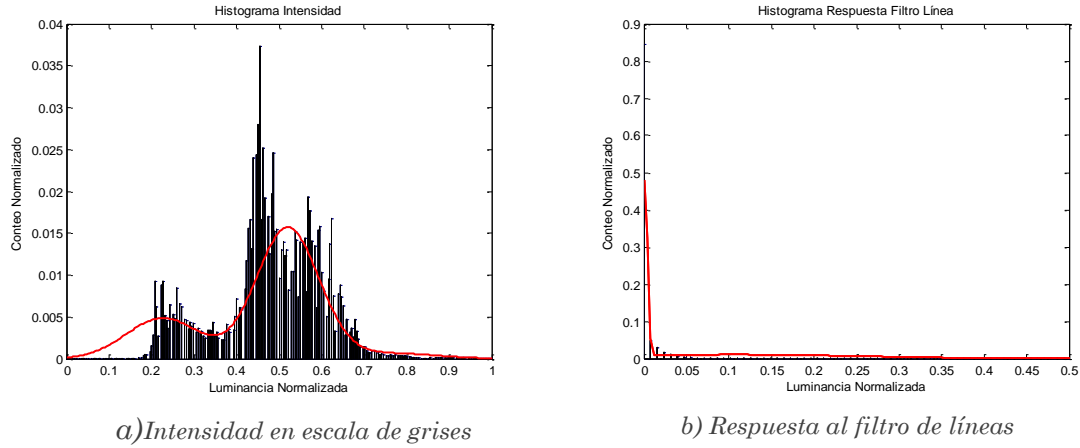 Histograma Intensidad
0.04
0.035
0.03
0.025
0.02
0.015
0.01
0.005
0
Conteo Normalizado
0 0.1 0.2 0.3 0.4 0.5 0.6 0.7 0.8 0.9 1
Luminancia Normalizada
a)Intensidad en escala de grises
Histograma Respuesta Filtro Línea
0.9
0.8
0.7
0.6
0.5
0.4
0.3
0.2
0.1
0
Conteo Normalizado
0 0.05 0.1 0.15 0.2 0.25 0.3 0.35 0.4 0.45 0.5
Luminancia Normalizada
b) Respuesta al filtro de líneas